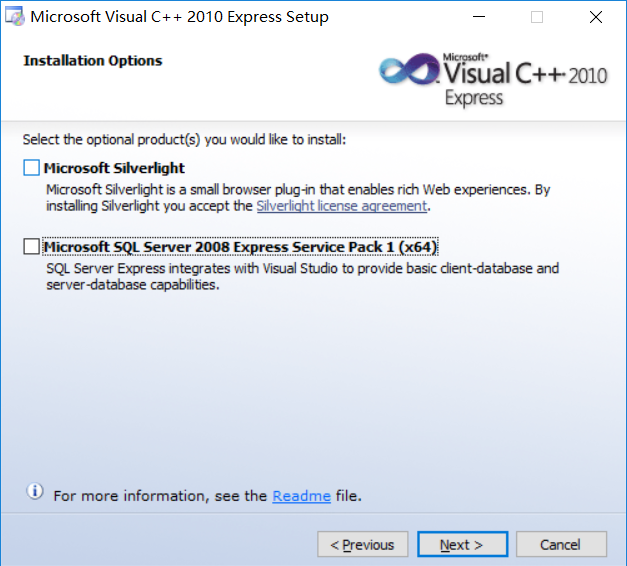 Microsoft Visual C++ 2010 Express Setup
Installation Options
Microsoft®
Visual C++ 2010
Express
Select the optional product(s) you would like to install:
Microsoft Silverlight
Microsoft Silverlight is a small browser plug-in that enables rich Web experiences. By
installing Silverlight you accept the Silverlight license agreement.
Microsoft SQL Server 2008 Express Service Pack 1 (x64)
SQL Server Express integrates with Visual Studio to provide basic client-database and
server-database capabilities.
For more information, see the Readme file.
< Previous
Next >
Cancel